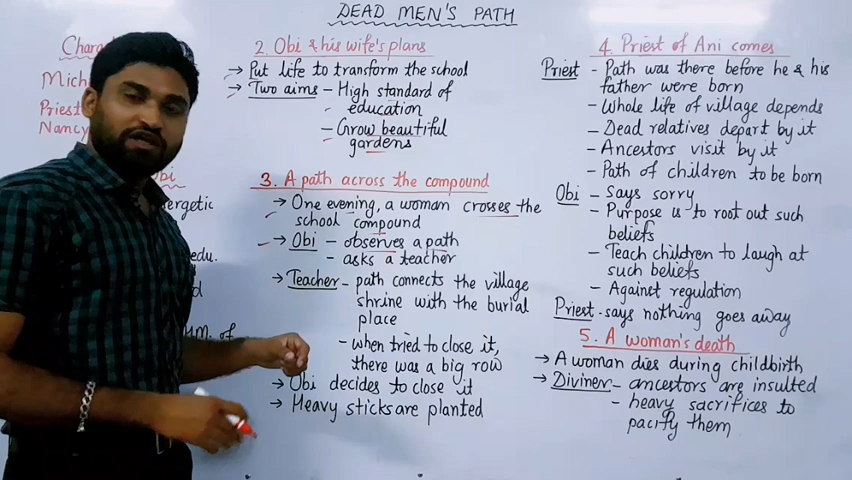 DEAD MEN'S PATH
Priest
Nancy
ergetic
edu.
of
2. Obi & his wife's plans
→ Put life to transform the school
→ Two aims - High standard of
education
- Grow beautiful
gardens
3. A path across the compound
→ One evening, a woman crosses the
school compound
→ Obi - observes a path
- asks a teacher
→ Teacher - path connects the village
shrine with the burial
place
- when tried to close it,
there was a big row
→ Obi decides to close it
→ Heavy sticks are planted
4. Priest of Ani comes
Priest - Path was there before he & his
father were born
- Whole life of village depends
- Dead relatives depart by it
- Ancestors visit by it
- Path of children to be born
Obi - Says sorry
- Purpose is to root out such
beliefs
- Teach children to laugh at
such beliefs
- Against regulation
Priest - says nothing goes away
5. A woman's death
→ A woman dies during childbirth
→ Diviner - ancestors are insulted
- heavy sacrifices to
pacify them